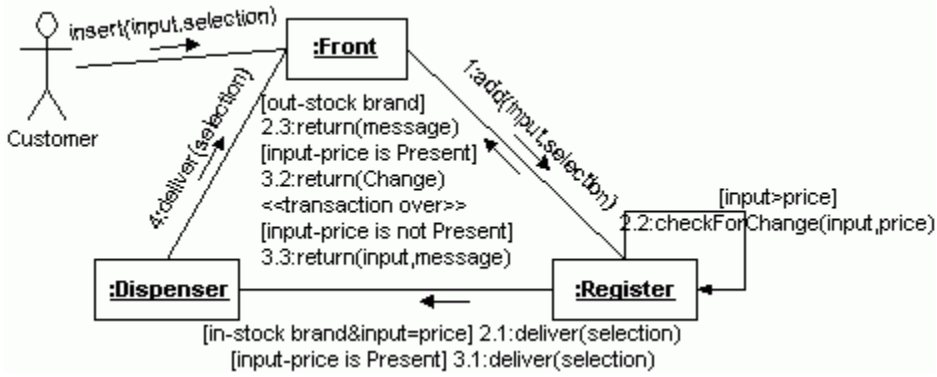 insert(input,selection)
:Front
Customer
[out-stock brand]
2.3:return(message)
[input-price is Present]
3.2:return(Change)
<<transaction over>>
[input-price is not Present]
3.3:return(input,message)
1:add(input,selection)
4:deliver(selection)
[input>price]
2.2:checkForChange(input,price)
:Dispenser
:Register
[in-stock brand&input=price] 2.1:deliver(selection)
[input-price is Present] 3.1:deliver(selection)